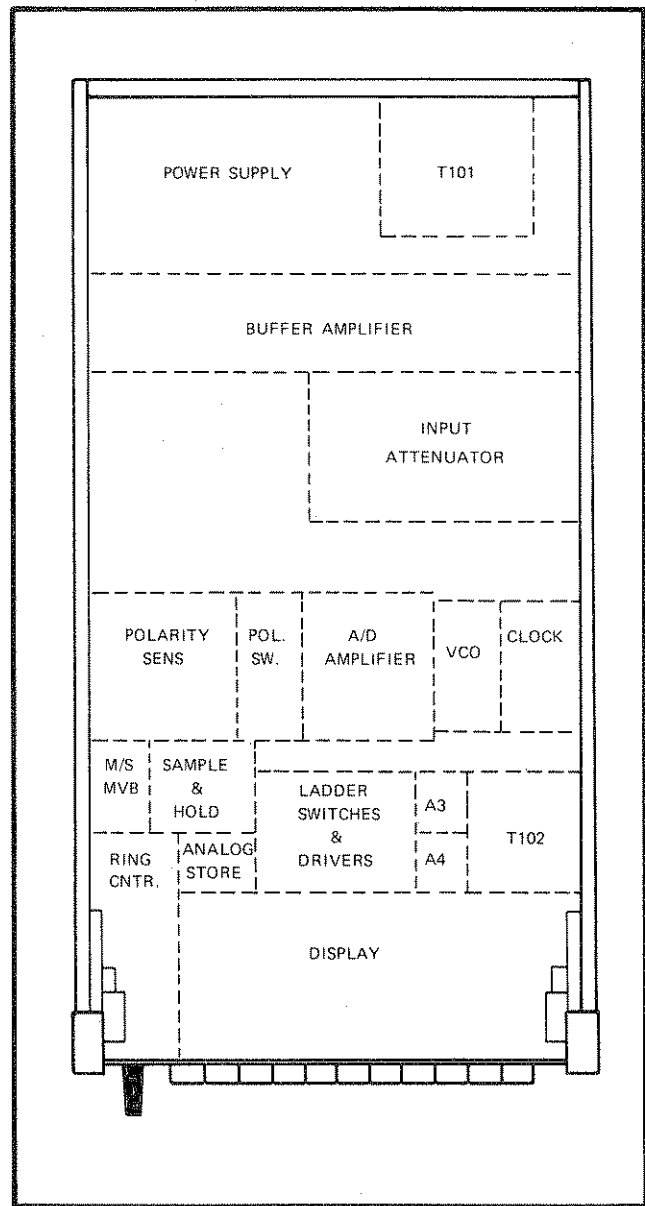 POWER SUPPLY
T101
BUFFER AMPLIFIER
INPUT
ATTENUATOR
POLARITY
SENS
POL.
SW.
A/D
AMPLIFIER
VCO
CLOCK
M/S
MVB
SAMPLE
&
HOLD
LADDER
SWITCHES
&
DRIVERS
A3
A4
T102
RING
CNTR.
ANALOG
STORE
DISPLAY